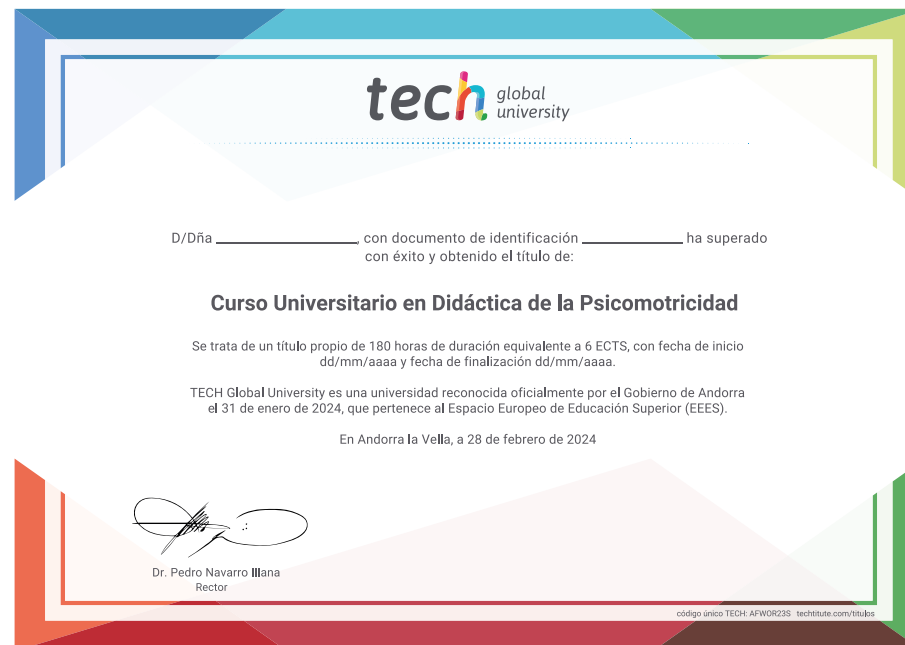 tech global
university
D/Dña ____________________, con documento de identificación ______________ ha superado
con éxito y obtenido el título de:
Curso Universitario en Didáctica de la Psicomotricidad
Se trata de un título propio de 180 horas de duración equivalente a 6 ECTS, con fecha de inicio
dd/mm/aaaa y fecha de finalización dd/mm/aaaa.
TECH Global University es una universidad reconocida oficialmente por el Gobierno de Andorra
el 31 de enero de 2024, que pertenece al Espacio Europeo de Educación Superior (EEES).
En Andorra la Vella, a 28 de febrero de 2024
Dr. Pedro Navarro Illana
Rector
código único TECH: AFWOR23S techtitute.com/titulos